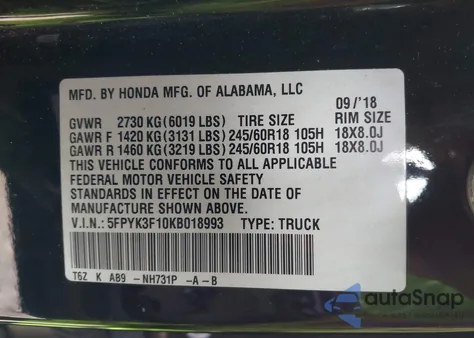 MFD. BY HONDA MFG. OF ALABAMA, LLC
09/'18
GVWR 2730 KG(6019 LBS) TIRE SIZE RIM SIZE
GAWR F 1420 KG(3131 LBS) 245/60R18 105H 18X8.0J
GAWR R 1460 KG(3219 LBS) 245/60R18 105H 18X8.0J
THIS VEHICLE CONFORMS TO ALL APPLICABLE
FEDERAL MOTOR VEHICLE SAFETY
STANDARDS IN EFFECT ON THE DATE OF
MANUFACTURE SHOWN ABOVE.
V.I.N.: 5FPYK3F10KB018993 TYPE: TRUCK
T6Z K AB9 -NH731P -A-B
autoSnap